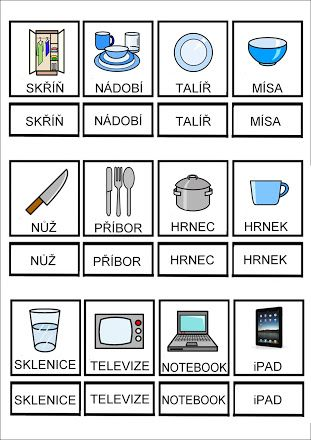 SKŘÍŇ NÁDOBÍ TALÍŘ MÍSA
SKŘÍŇ NÁDOBÍ TALÍŘ MÍSA
NŮŽ PŘÍBOR HRNEC HRNEK
NŮŽ PŘÍBOR HRNEC HRNEK
SKLENICE TELEVIZE NOTEBOOK iPAD
SKLENICE TELEVIZE NOTEBOOK iPAD